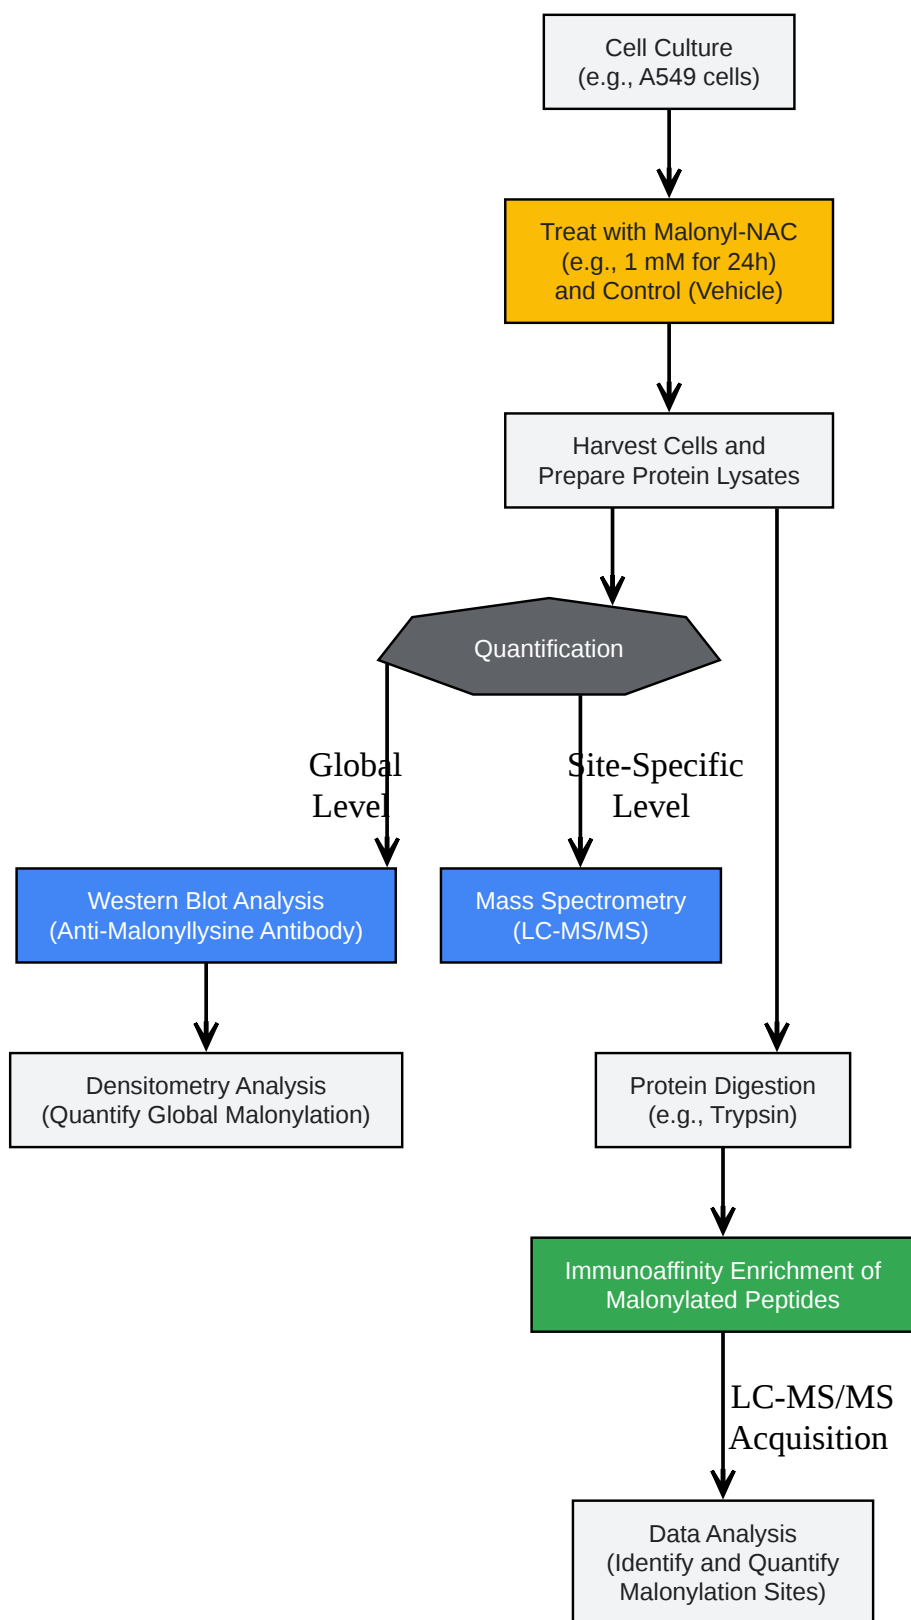 Cell Culture
(e.g., A549 cells)
Treat with Malonyl-NAC
(e.g., 1 mM for 24h)
and Control (Vehicle)
Harvest Cells and
Prepare Protein Lysates
Quantification
Global
Level
Site-Specific
Level
Western Blot Analysis
(Anti-Malonyllysine Antibody)
Mass Spectrometry
(LC-MS/MS)
Densitometry Analysis
(Quantify Global Malonylation)
Protein Digestion
(e.g., Trypsin)
Immunoaffinity Enrichment of
Malonylated Peptides
LC-MS/MS
Acquisition
Data Analysis
(Identify and Quantify
Malonylation Sites)